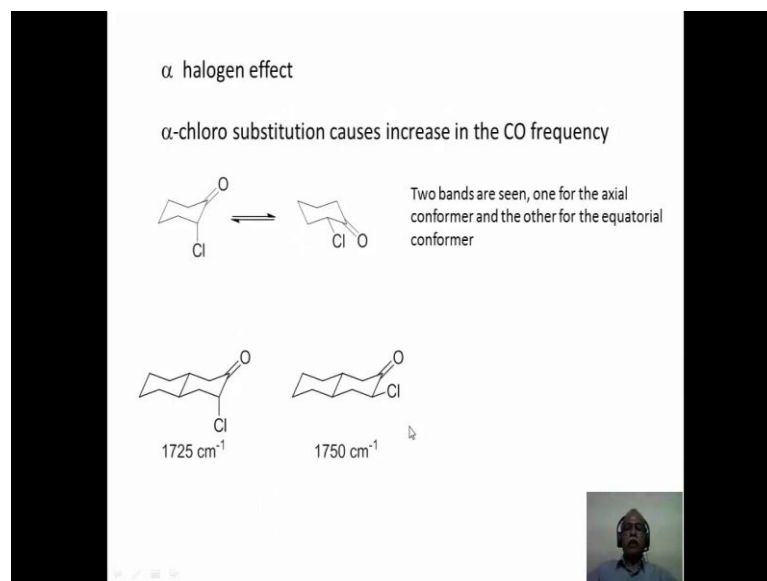 α halogen effect
α-chloro substitution causes increase in the CO frequency
O
Cl
Cl O
Two bands are seen, one for the axial
conformer and the other for the equatorial
conformer
O
Cl
1725 cm⁻¹
O
Cl
1750 cm⁻¹